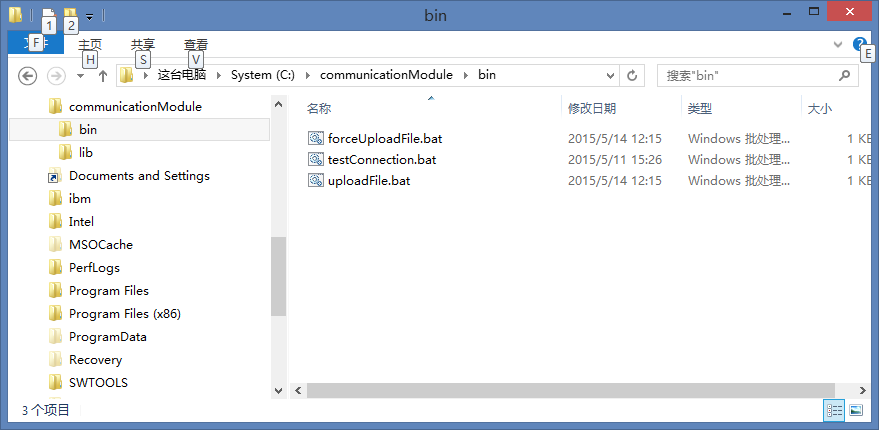 bin
1 2
文件 主页 共享 查看
F H S V E
这台电脑 System (C:) communicationModule bin 搜索"bin"
communicationModule
bin
lib
Documents and Settings
ibm
Intel
MSOCache
PerfLogs
Program Files
Program Files (x86)
ProgramData
Recovery
SWTOOLS
名称 修改日期 类型 大小
forceUploadFile.bat 2015/5/14 12:15 Windows 批处理... 1 KB
testConnection.bat 2015/5/11 15:26 Windows 批处理... 1 KB
uploadFile.bat 2015/5/14 12:15 Windows 批处理... 1 KB
3 个项目